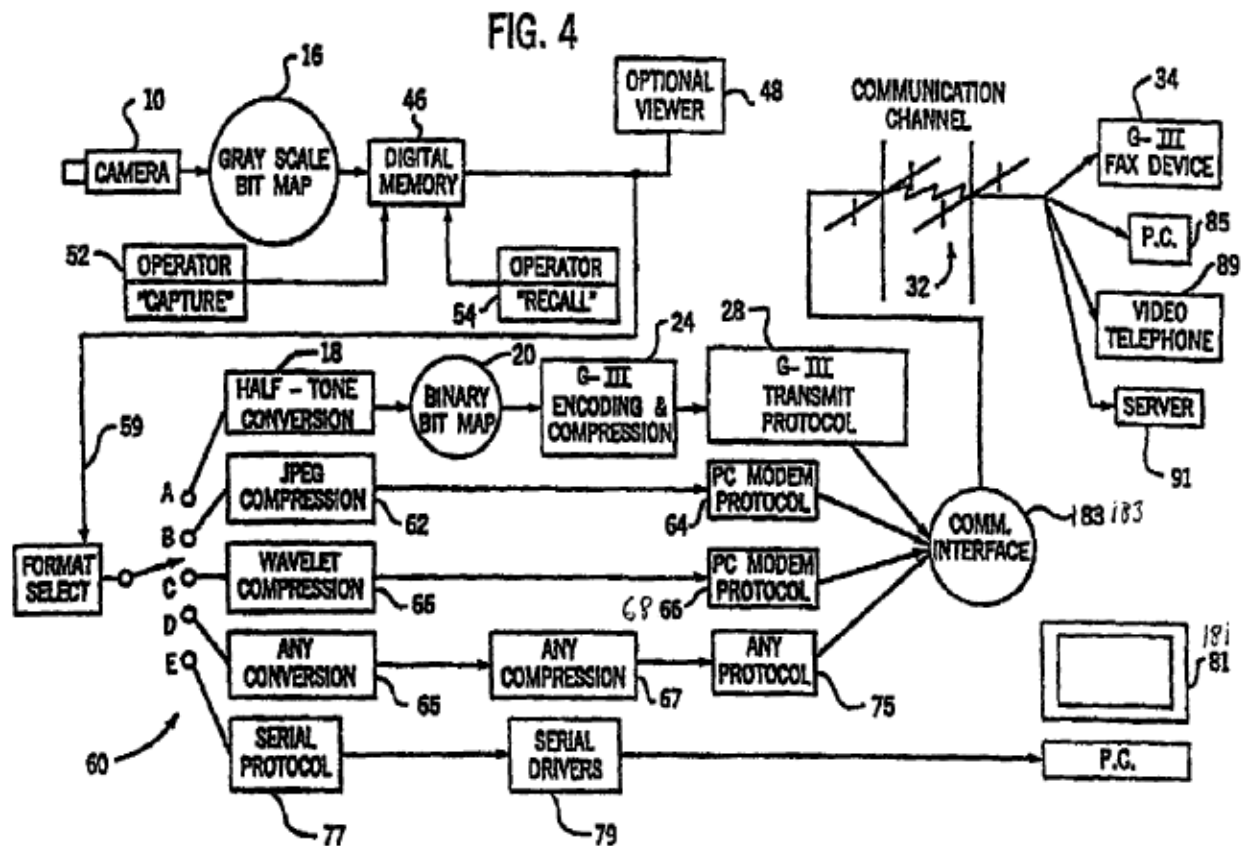 FIG. 4
10
CAMERA
16
GRAY SCALE
BIT MAP
46
DIGITAL
MEMORY
OPTIONAL
VIEWER
48
COMMUNICATION
CHANNEL
32
34
G-III
FAX DEVICE
P.C.
85
89
VIDEO
TELEPHONE
SERVER
91
52
OPERATOR
"CAPTURE"
OPERATOR
"RECALL"
54
59
18
HALF-TONE
CONVERSION
20
BINARY
BIT MAP
24
G-III
ENCODING &
COMPRESSION
28
G-III
TRANSMIT
PROTOCOL
A
B
C
D
E
FORMAT
SELECT
60
JPEG
COMPRESSION
62
PC MODEM
PROTOCOL
64
COMM.
INTERFACE
183 183
WAVELET
COMPRESSION
66
PC MODEM
PROTOCOL
68 66
ANY
CONVERSION
65
ANY
COMPRESSION
67
ANY
PROTOCOL
75
SERIAL
PROTOCOL
77
SERIAL
DRIVERS
79
181
81
P.C.